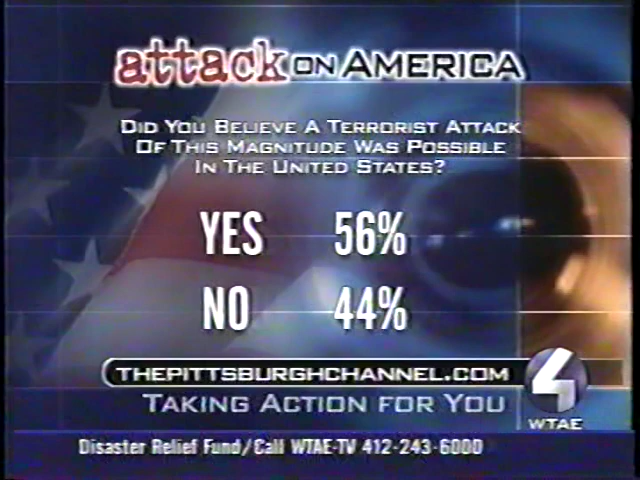 attack ON AMERICA
DID YOU BELIEVE A TERRORIST ATTACK
OF THIS MAGNITUDE WAS POSSIBLE
IN THE UNITED STATES?
YES 56%
NO 44%
THEPITTSBURGHCHANNEL.COM
4
TAKING ACTION FOR YOU
WTAE
Disaster Relief Fund/Call WTAE-TV 412-243-6000